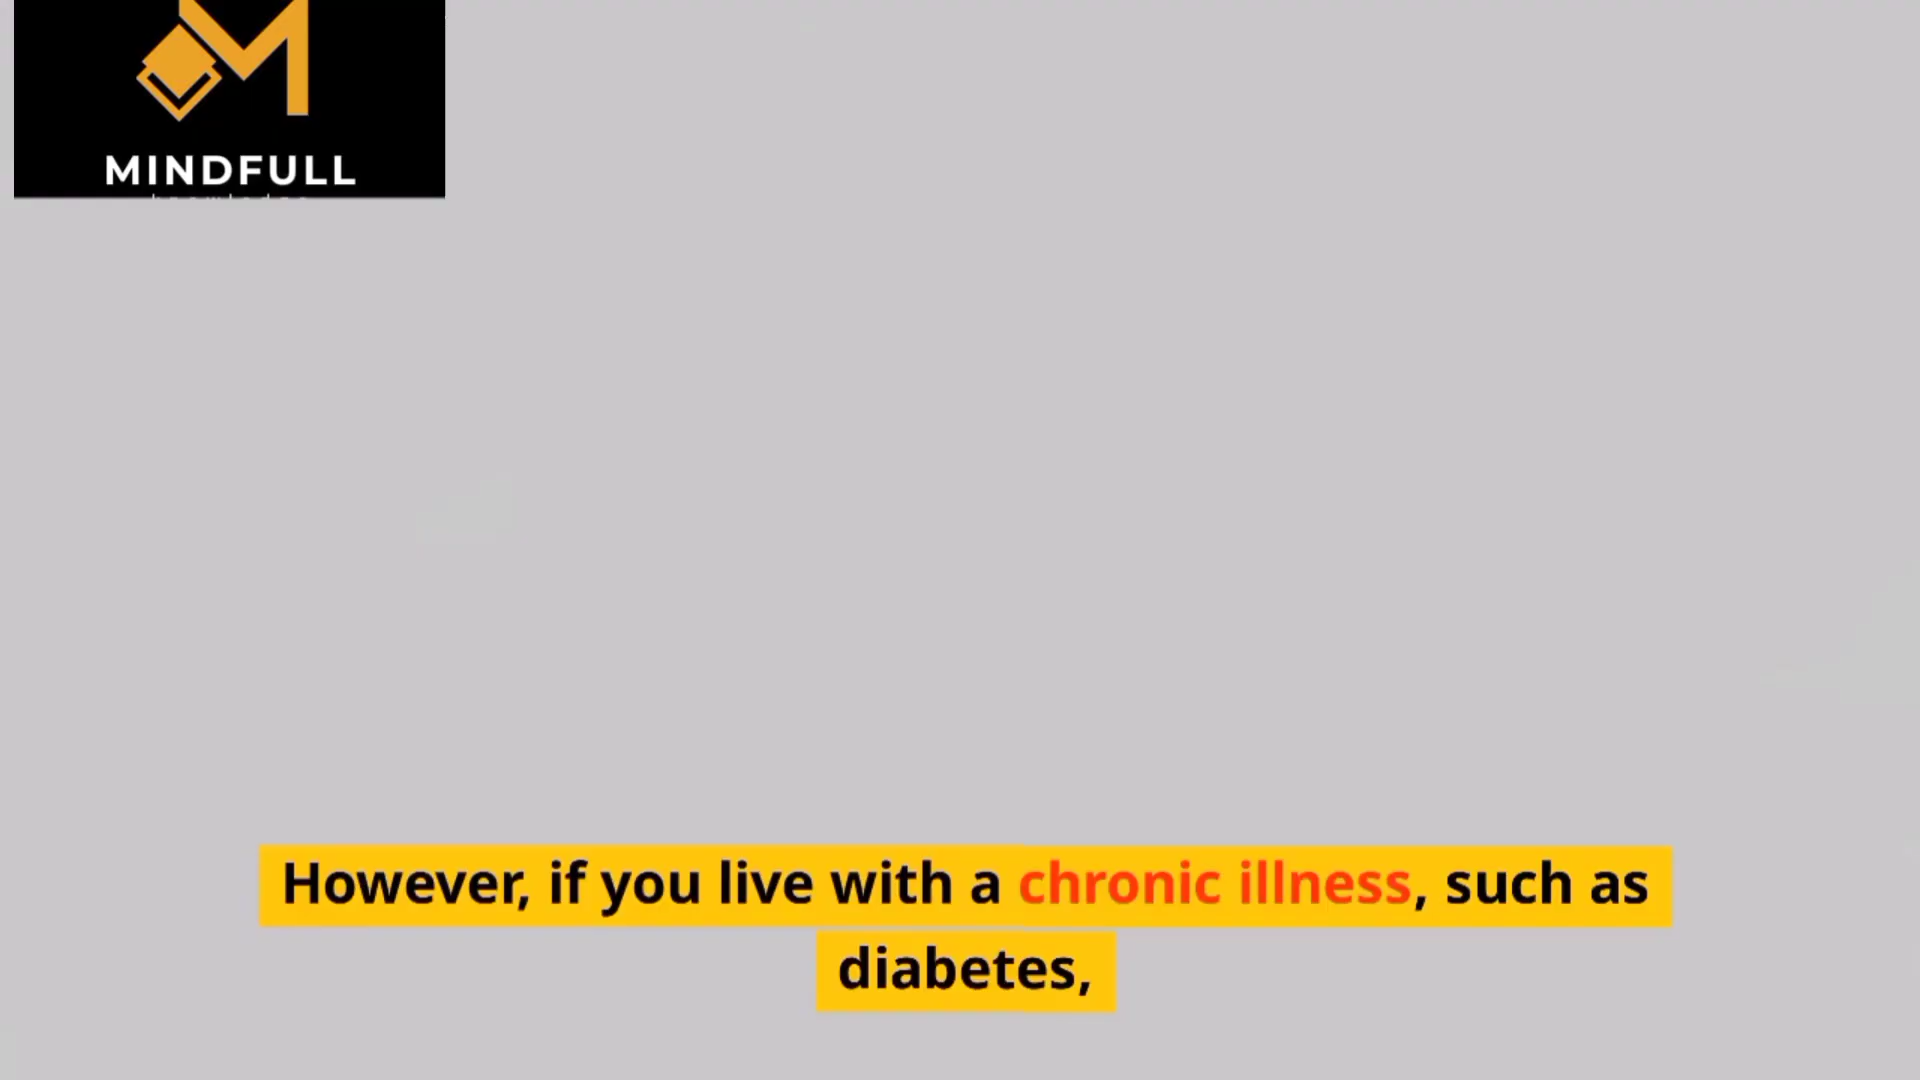 MINDFULL
However, if you live with a chronic illness, such as
diabetes,